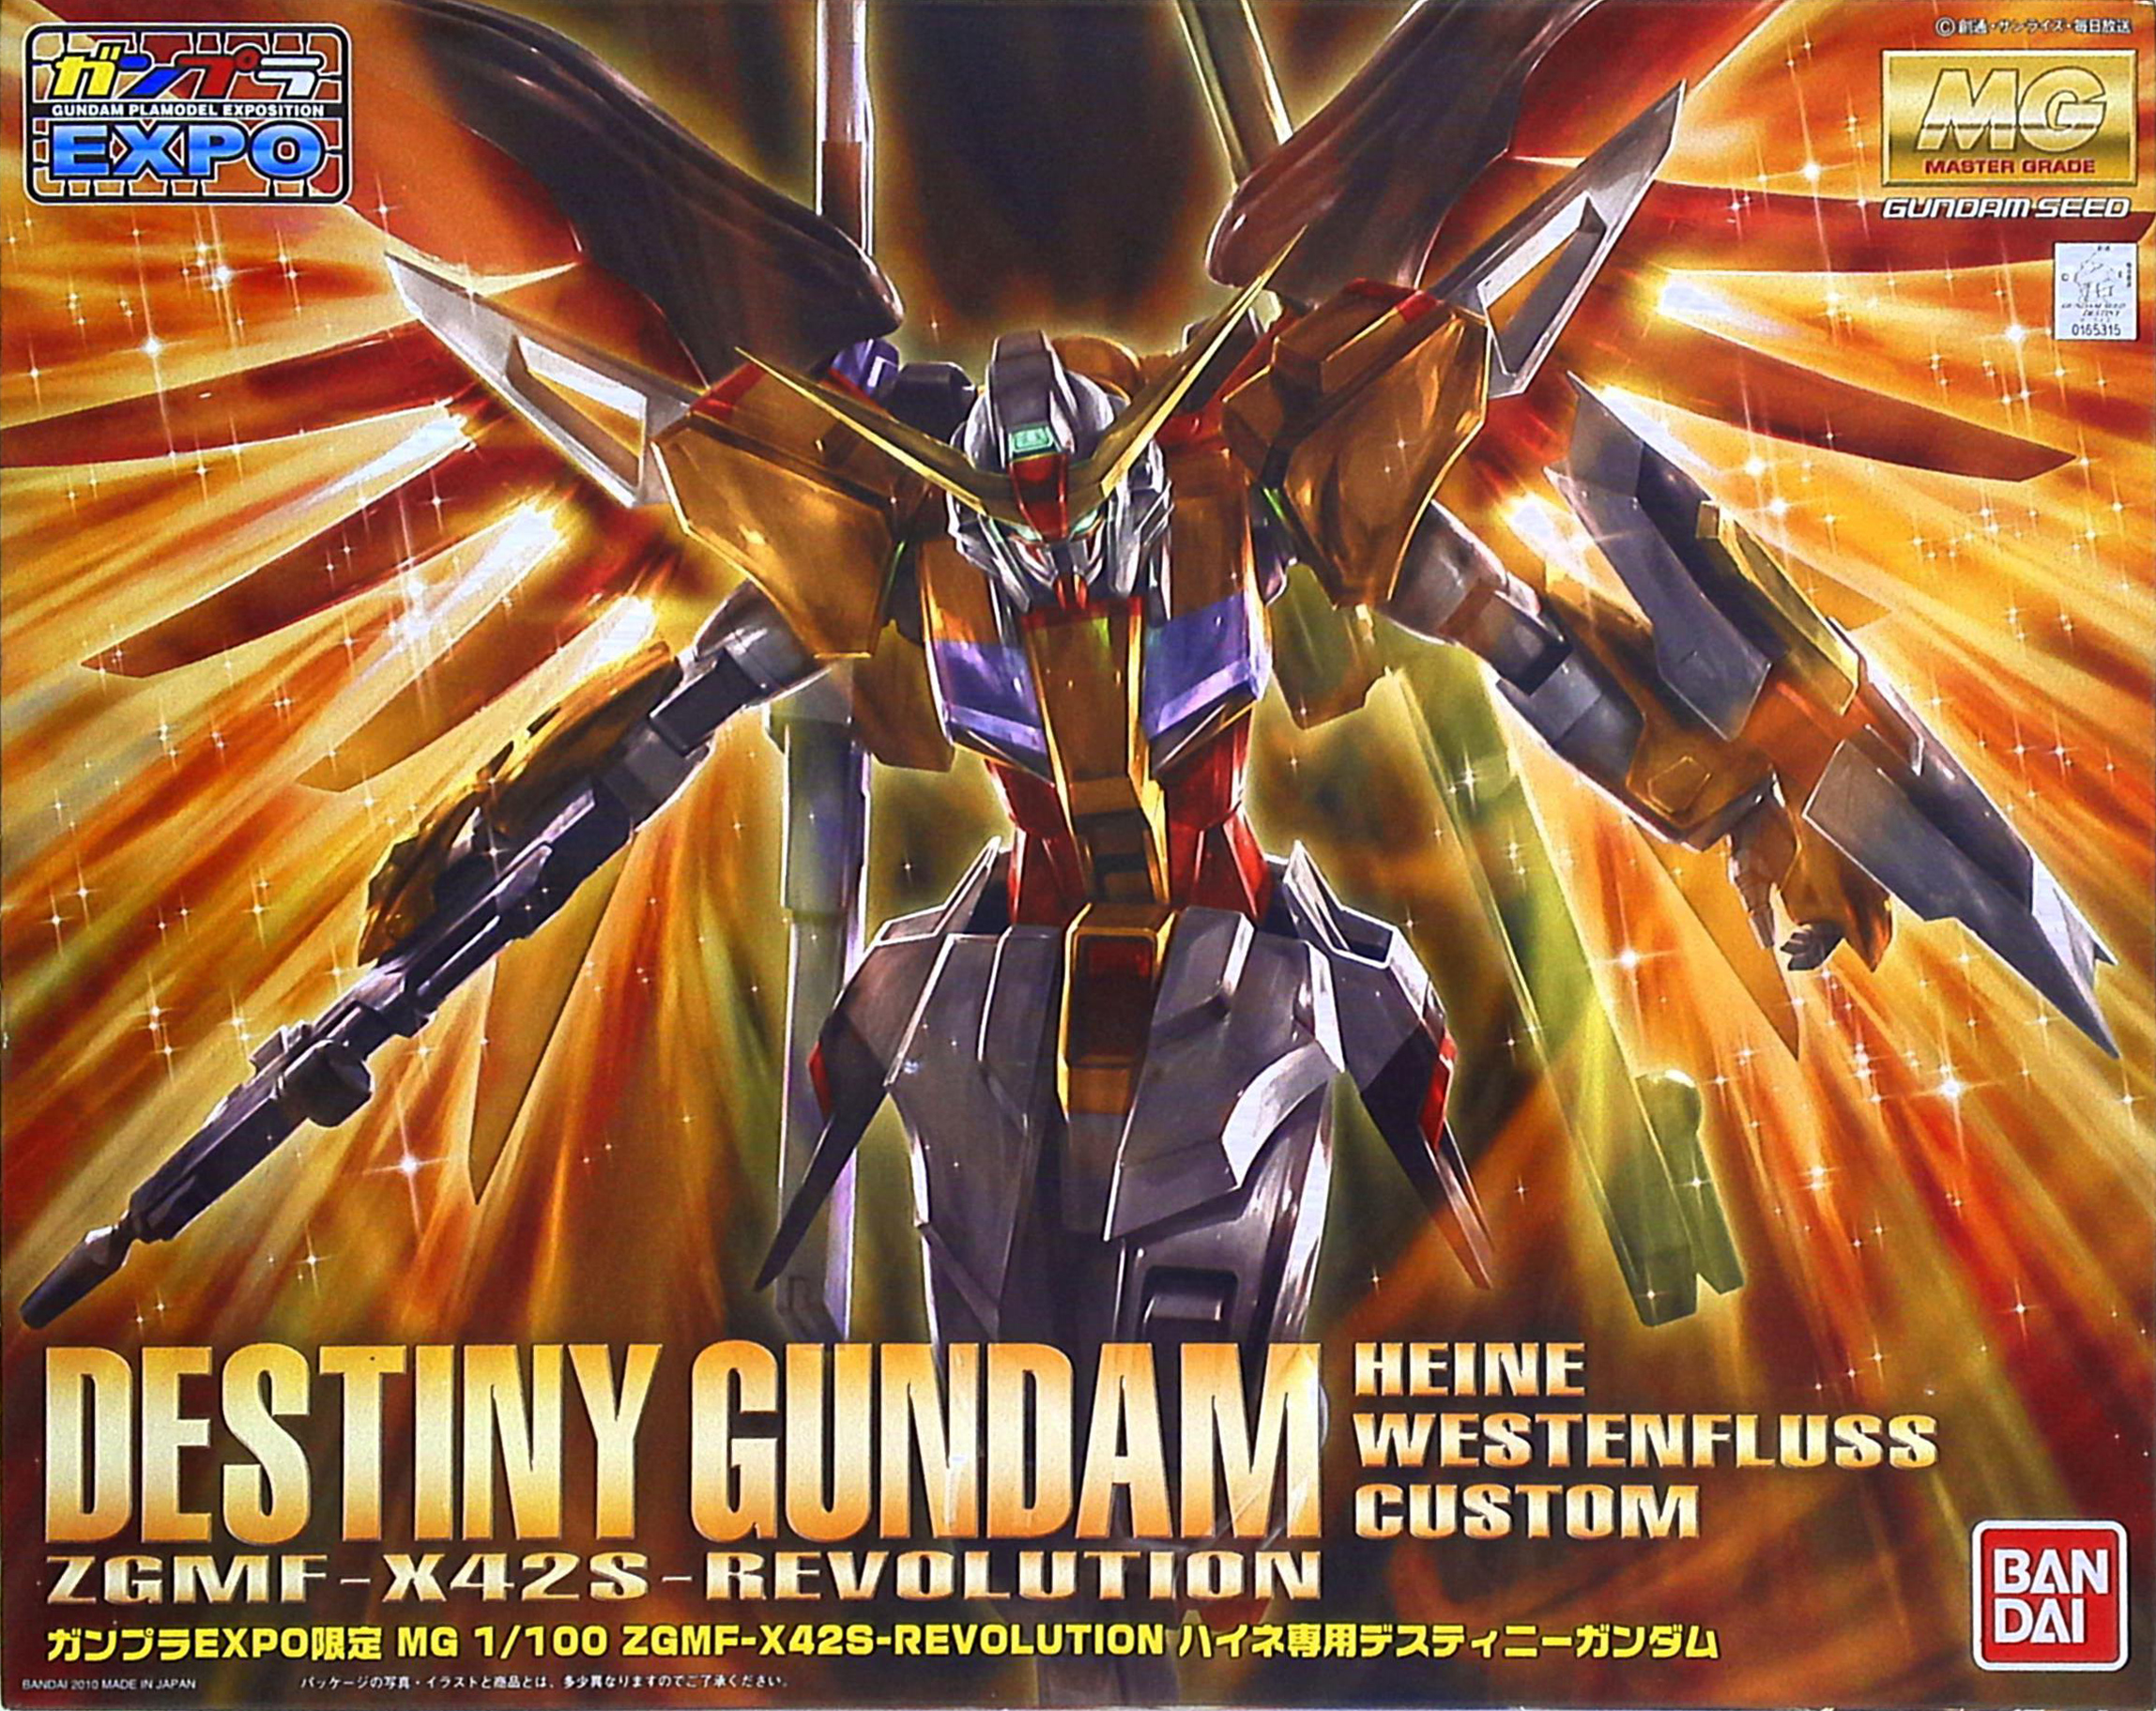 ガンプラ
GUNDAM PLAMODEL EXPOSITION
EXPO
©創通・サンライズ・毎日放送
MG
MASTER GRADE
GUNDAM SEED
0165315
DESTINY GUNDAM
HEINE
WESTENFLUSS
CUSTOM
ZGMF-X42S-REVOLUTION
ガンプラEXPO限定 MG 1/100 ZGMF-X42S-REVOLUTION ハイネ専用デスティニーガンダム
BAN
DAI
BANDAI 2010 MADE IN JAPAN
パッケージの写真・イラストと商品とは、多少異なりますのでご了承ください。